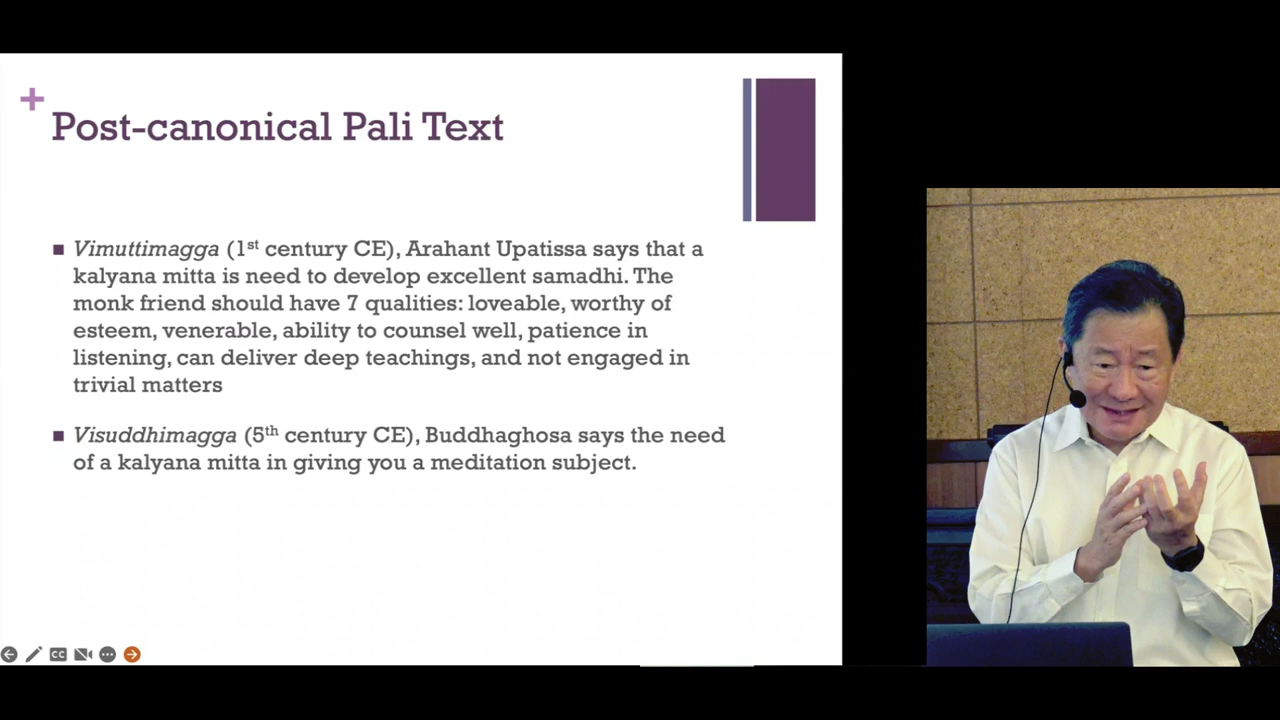 Post-canonical Pali Text
Vimuttimagga (1st century CE), Arahant Upatissa says that a
kalyana mitta is need to develop excellent samadhi. The
monk friend should have 7 qualities: loveable, worthy of
esteem, venerable, ability to counsel well, patience in
listening, can deliver deep teachings, and not engaged in
trivial matters
Visuddhimagga (5th century CE), Buddhaghosa says the need
of a kalyana mitta in giving you a meditation subject.
CC